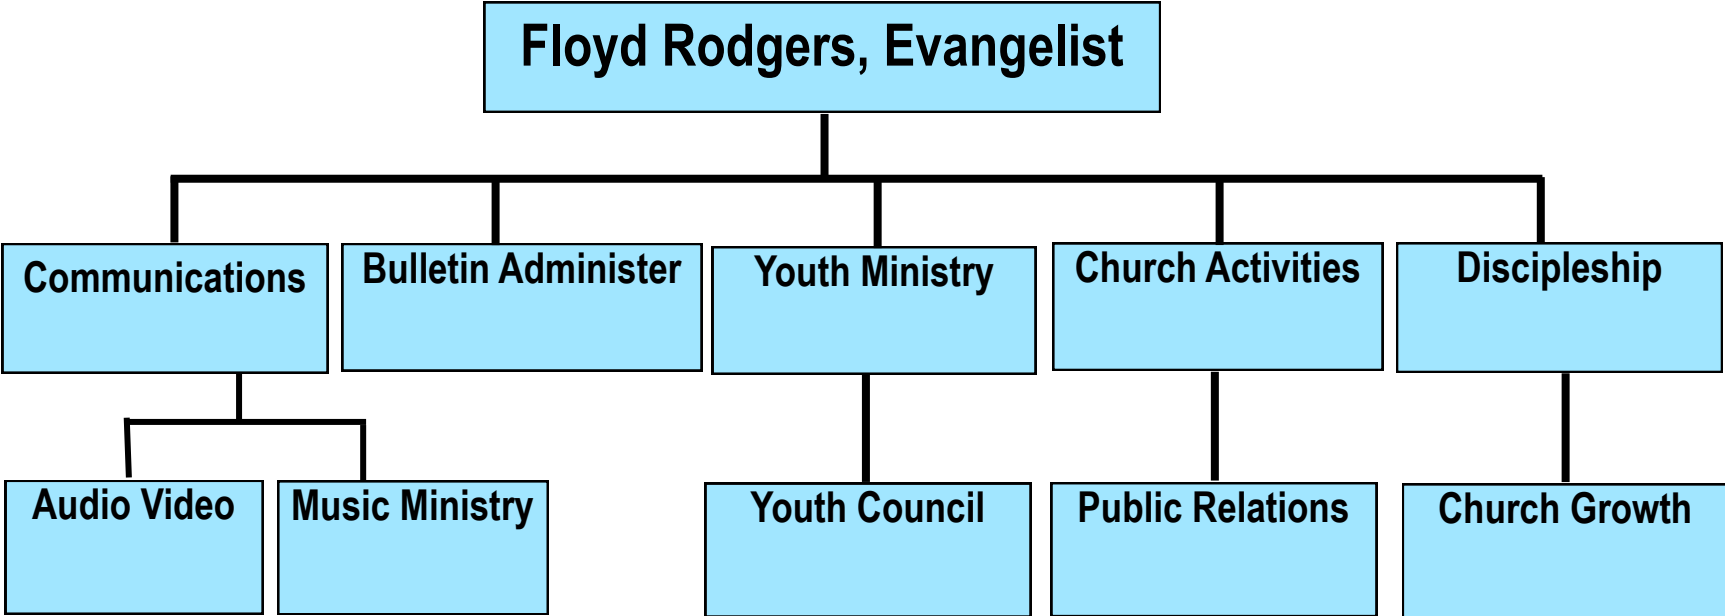 Floyd Rodgers, Evangelist
Communications
Bulletin Administer
Youth Ministry
Church Activities
Discipleship
Audio Video
Music Ministry
Youth Council
Public Relations
Church Growth